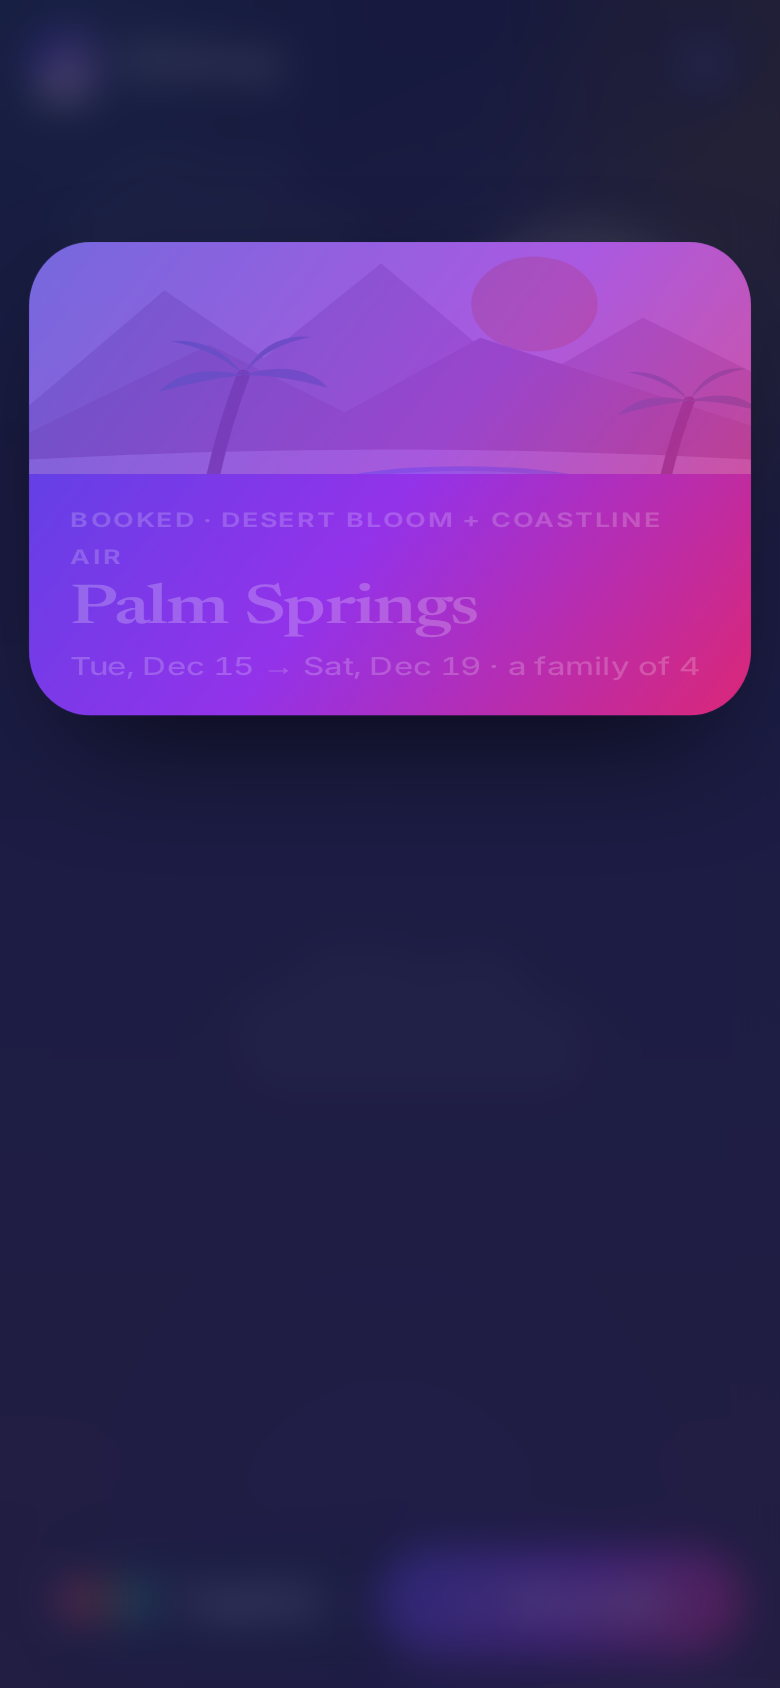 BOOKED · DESERT BLOOM + COASTLINE
AIR
Palm Springs
Tue, Dec 15 → Sat, Dec 19 · a family of 4